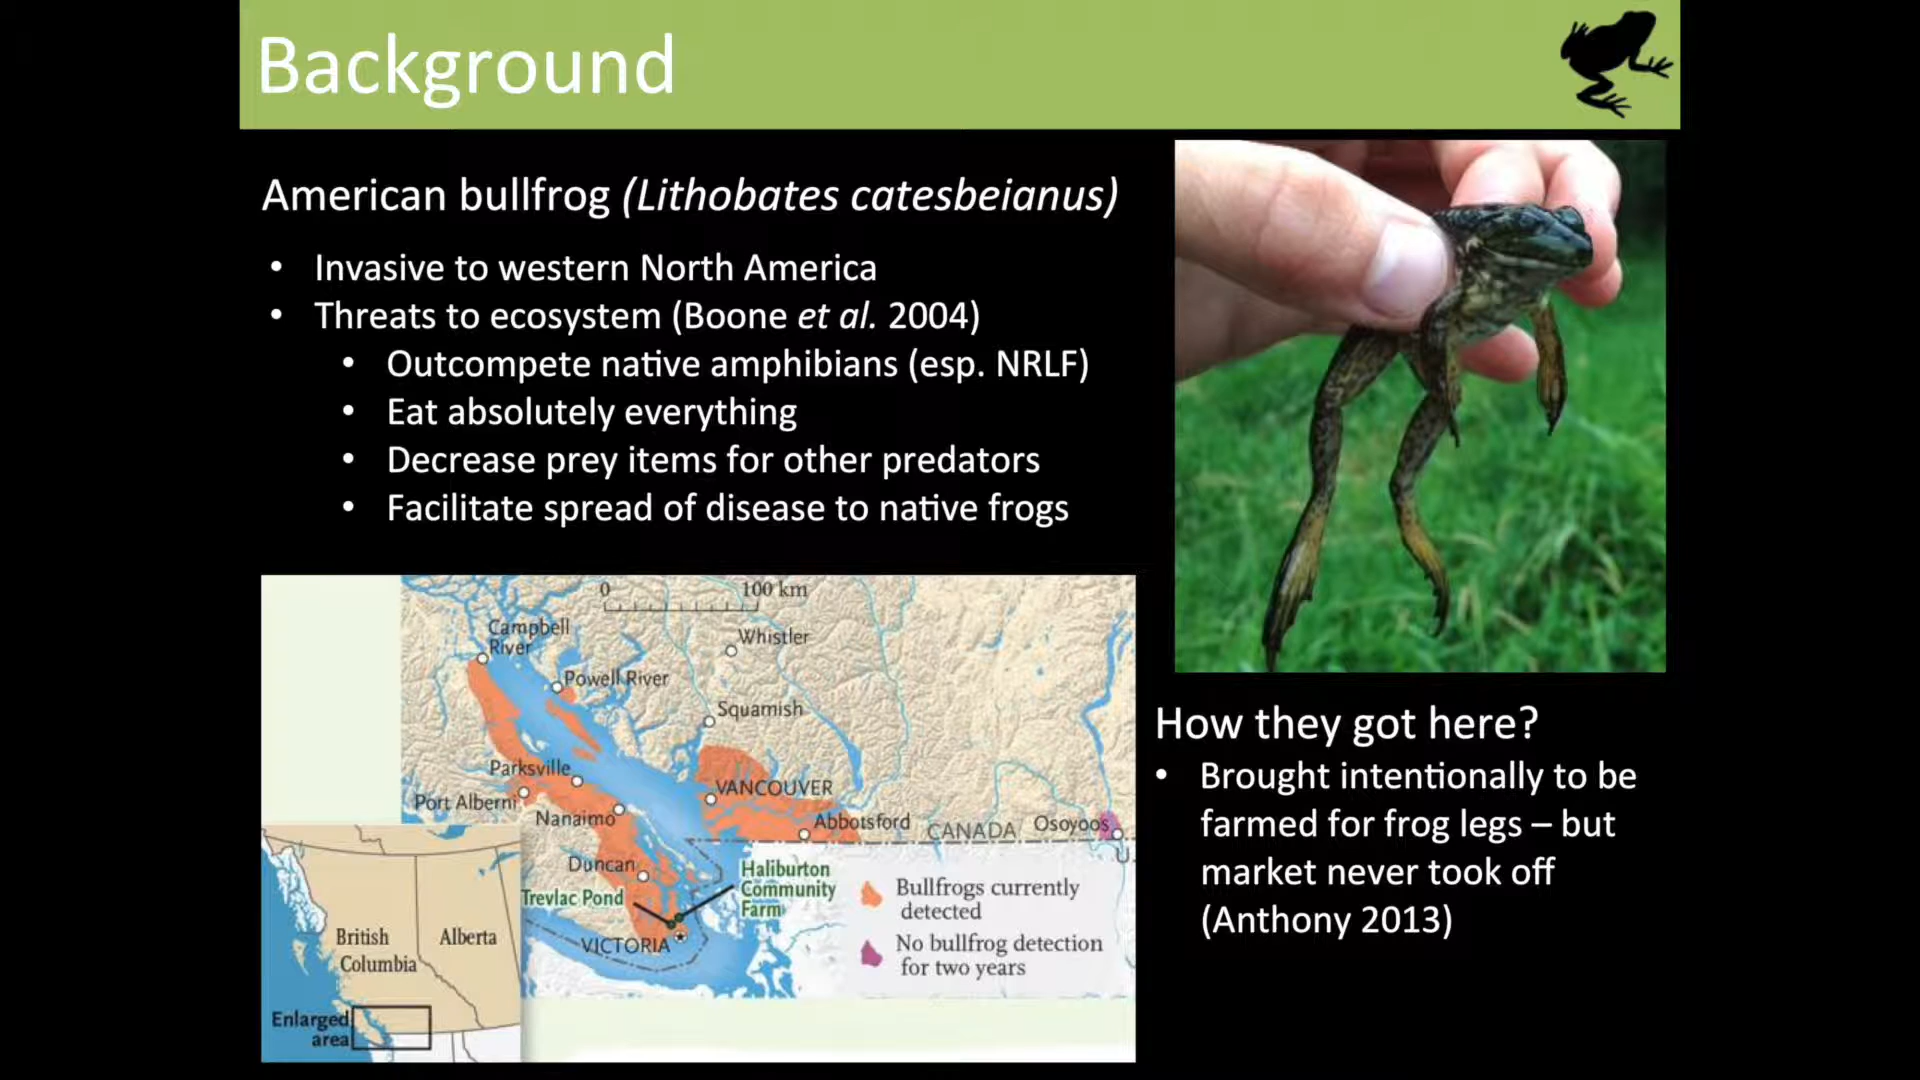 Background
American bullfrog (Lithobates catesbeianus)
• Invasive to western North America
• Threats to ecosystem (Boone et al. 2004)
• Outcompete native amphibians (esp. NRLF)
• Eat absolutely everything
• Decrease prey items for other predators
• Facilitate spread of disease to native frogs
0 100 km
Campbell
River
Whistler
Powell River
Squamish
Parksville
VANCOUVER
Port Alberni
Nanaimo
Abbotsford
CANADA
Osoyoos
U.
Duncan
Trevlac Pond
Haliburton
Community
Farm
VICTORIA
Bullfrogs currently
detected
No bullfrog detection
for two years
British
Columbia
Alberta
Enlarged
area
How they got here?
• Brought intentionally to be
farmed for frog legs – but
market never took off
(Anthony 2013)